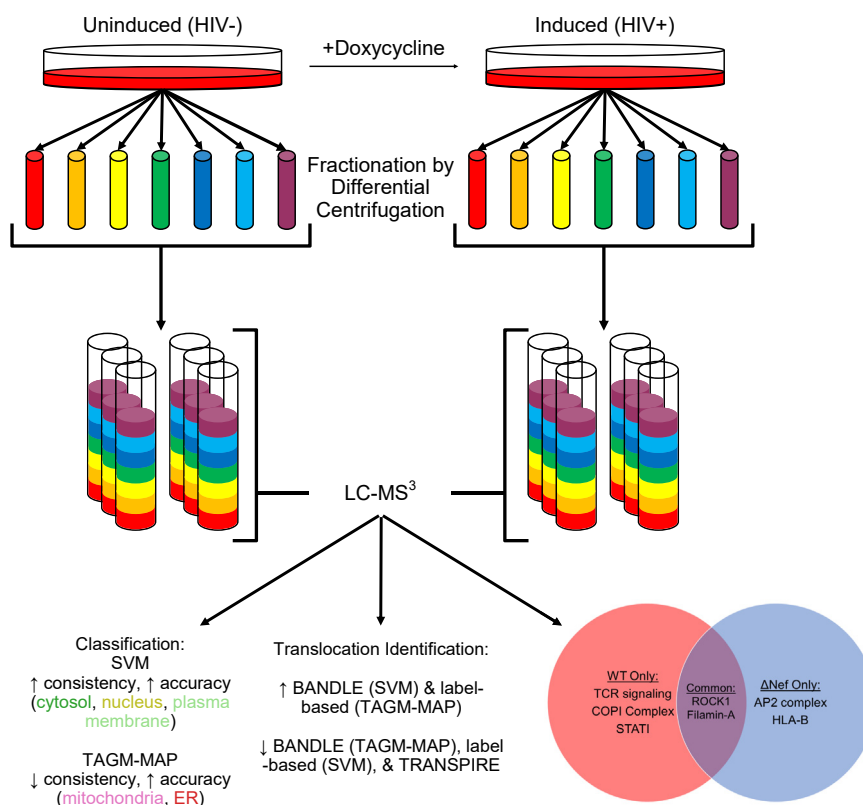 Uninduced (HIV-)
+Doxycycline
Induced (HIV+)
Fractionation by
Differential
Centrifugation
LC-MS³
Classification:
SVM
↑ consistency, ↑ accuracy
(cytosol, nucleus, plasma
membrane)
TAGM-MAP
↓ consistency, ↑ accuracy
(mitochondria, ER)
Translocation Identification:
↑ BANDLE (SVM) & label-
based (TAGM-MAP)
↓ BANDLE (TAGM-MAP), label
-based (SVM), & TRANSPIRE
WT Only:
TCR signaling
COPI Complex
STATI
Common:
ROCK1
Filamin-A
ΔNef Only:
AP2 complex
HLA-B